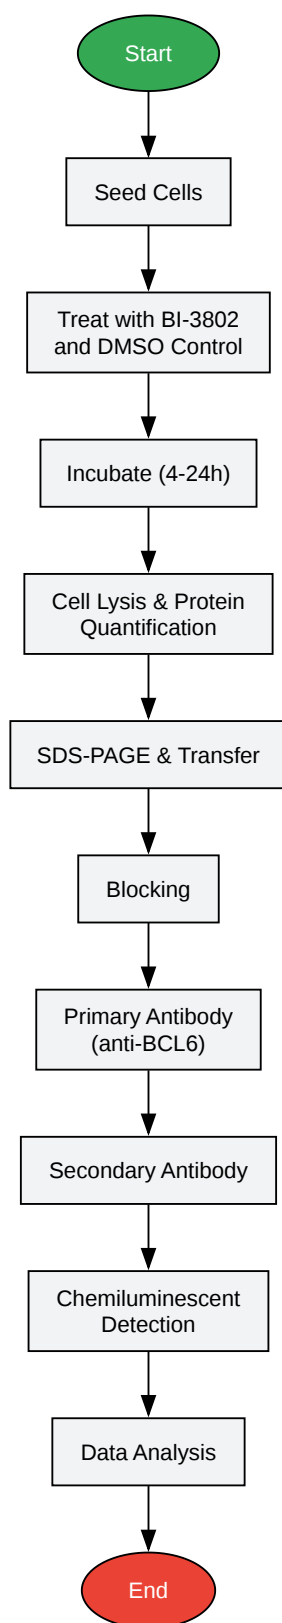 Start
Seed Cells
Treat with BI-3802
and DMSO Control
Incubate (4-24h)
Cell Lysis & Protein
Quantification
SDS-PAGE & Transfer
Blocking
Primary Antibody
(anti-BCL6)
Secondary Antibody
Chemiluminescent
Detection
Data Analysis
End